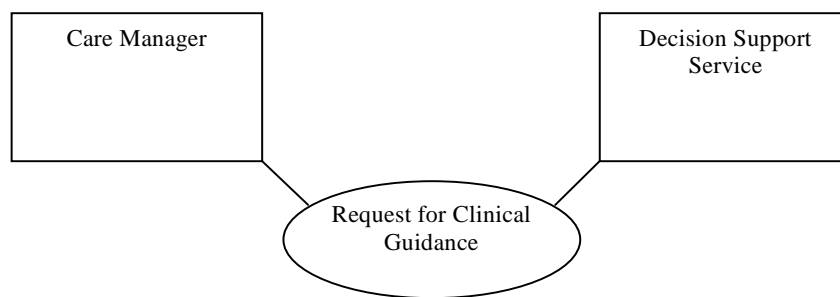 Care Manager
Decision Support
Service
Request for Clinical
Guidance